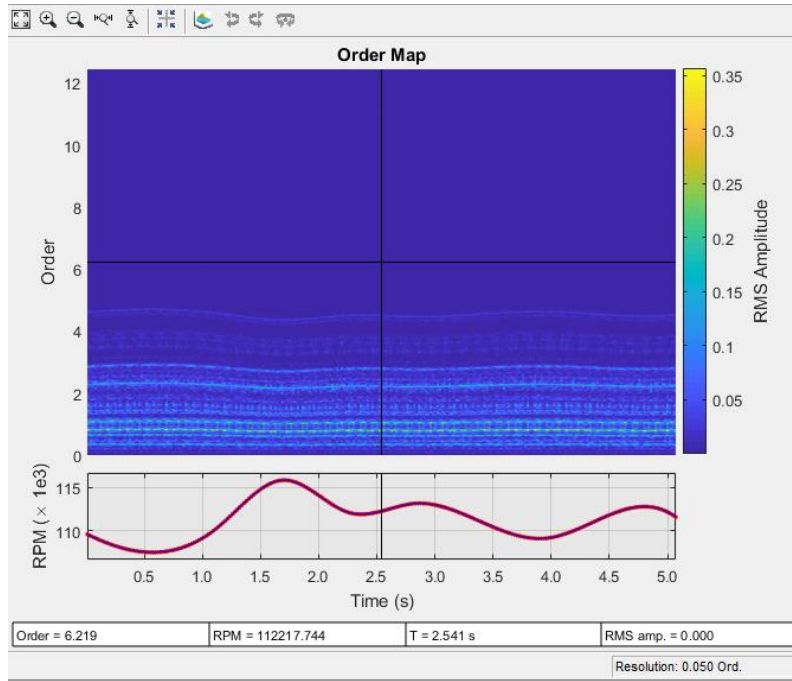 Order Map
12
10
8
6
4
2
0
Order
0.35
0.3
0.25
0.2
0.15
0.1
0.05
RMS Amplitude
115
110
RPM (× 1e3)
0.5 1.0 1.5 2.0 2.5 3.0 3.5 4.0 4.5 5.0
Time (s)
Order = 6.219 RPM = 112217.744 T = 2.541 s RMS amp. = 0.000
Resolution: 0.050 Ord.